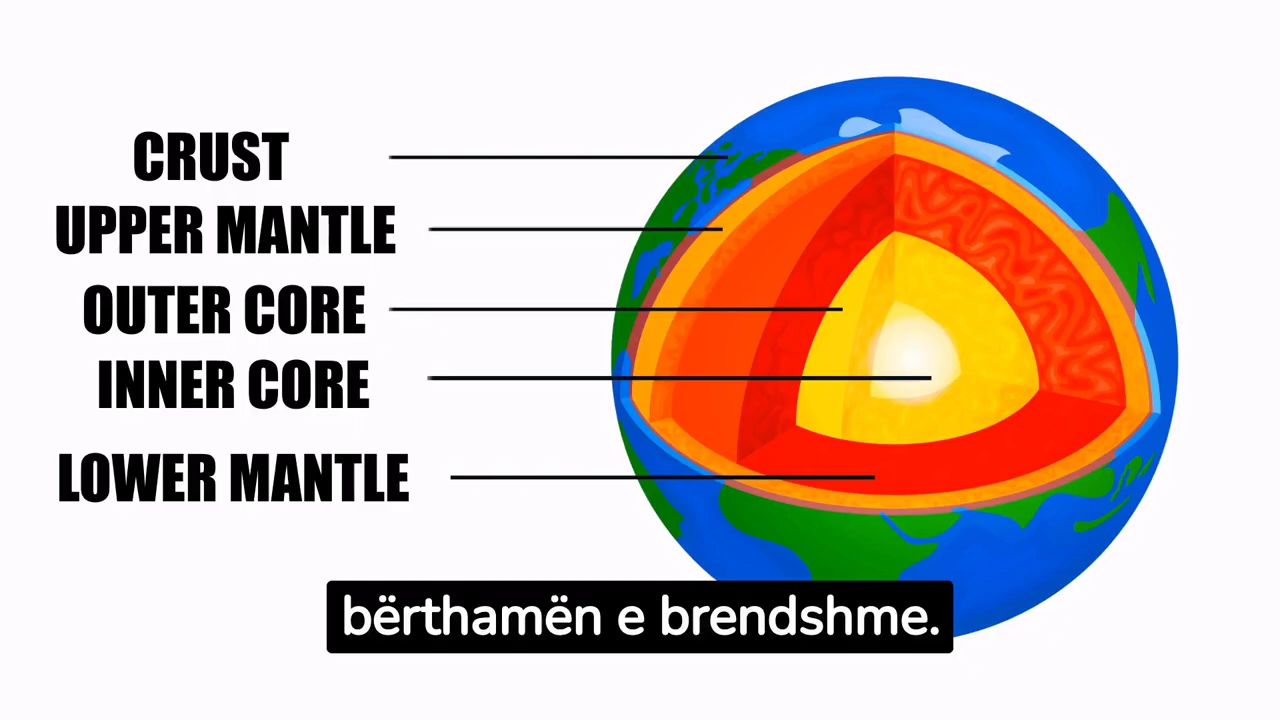 CRUST
UPPER MANTLE
OUTER CORE
INNER CORE
LOWER MANTLE
bërthamën e brendshme.